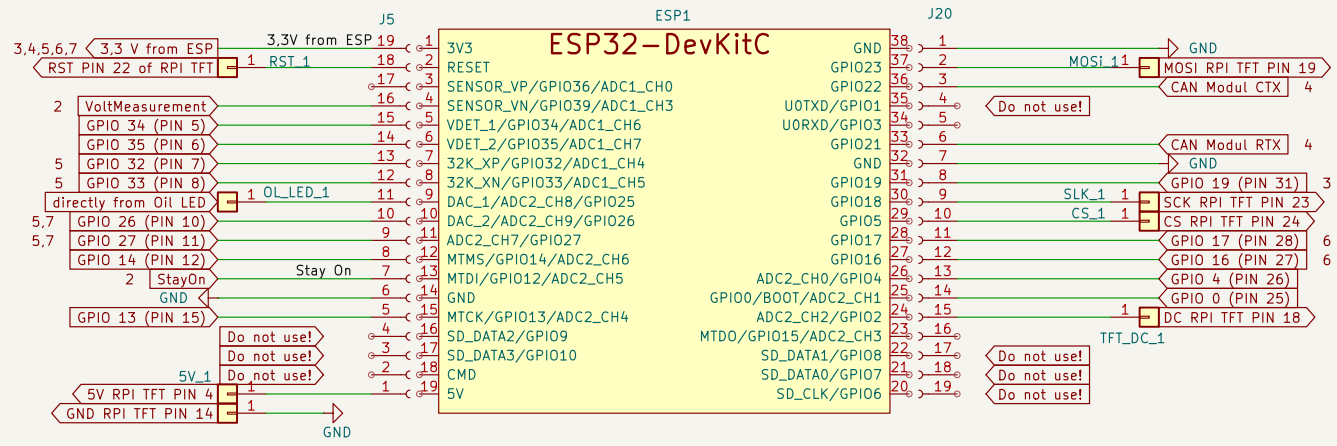 J5 ESP1 J20
ESP32-DevKitC
3,4,5,6,7 3,3 V from ESP 3,3V from ESP 19 1 3V3 GND 38 1 GND
RST PIN 22 of RPI TFT 1 RST_1 18 2 RESET GPIO23 37 2 MOSi_1 1 MOSI RPI TFT PIN 19
17 3 SENSOR_VP/GPIO36/ADC1_CH0 GPIO22 36 3 CAN Modul CTX 4
2 VoltMeasurement 16 4 SENSOR_VN/GPIO39/ADC1_CH3 U0TXD/GPIO1 35 4 Do not use!
GPIO 34 (PIN 5) 15 5 VDET_1/GPIO34/ADC1_CH6 U0RXD/GPIO3 34 5
GPIO 35 (PIN 6) 14 6 VDET_2/GPIO35/ADC1_CH7 GPIO21 33 6 CAN Modul RTX 4
5 GPIO 32 (PIN 7) 13 7 32K_XP/GPIO32/ADC1_CH4 GND 32 7 GND
5 GPIO 33 (PIN 8) 12 8 32K_XN/GPIO33/ADC1_CH5 GPIO19 31 8 GPIO 19 (PIN 31) 3
directly from Oil LED 1 OL_LED_1 11 9 DAC_1/ADC2_CH8/GPIO25 GPIO18 30 9 SLK_1 1 SCK RPI TFT PIN 23
5,7 GPIO 26 (PIN 10) 10 10 DAC_2/ADC2_CH9/GPIO26 GPIO5 29 10 CS_1 1 CS RPI TFT PIN 24
5,7 GPIO 27 (PIN 11) 9 11 ADC2_CH7/GPIO27 GPIO17 28 11 GPIO 17 (PIN 28) 6
GPIO 14 (PIN 12) 8 12 MTMS/GPIO14/ADC2_CH6 GPIO16 27 12 GPIO 16 (PIN 27) 6
2 StayOn Stay On 7 13 MTDI/GPIO12/ADC2_CH5 ADC2_CH0/GPIO4 26 13 GPIO 4 (PIN 26)
GND 6 14 GND GPIO0/BOOT/ADC2_CH1 25 14 GPIO 0 (PIN 25)
GPIO 13 (PIN 15) 5 15 MTCK/GPIO13/ADC2_CH4 ADC2_CH2/GPIO2 24 15 1 DC RPI TFT PIN 18
Do not use! 4 16 SD_DATA2/GPIO9 MTDO/GPIO15/ADC2_CH3 23 16 TFT_DC_1
Do not use! 3 17 SD_DATA3/GPIO10 SD_DATA1/GPIO8 22 17 Do not use!
5V_1 Do not use! 2 18 CMD SD_DATA0/GPIO7 21 18 Do not use!
5V RPI TFT PIN 4 1 1 19 5V SD_CLK/GPIO6 20 19 Do not use!
GND RPI TFT PIN 14 1
GND